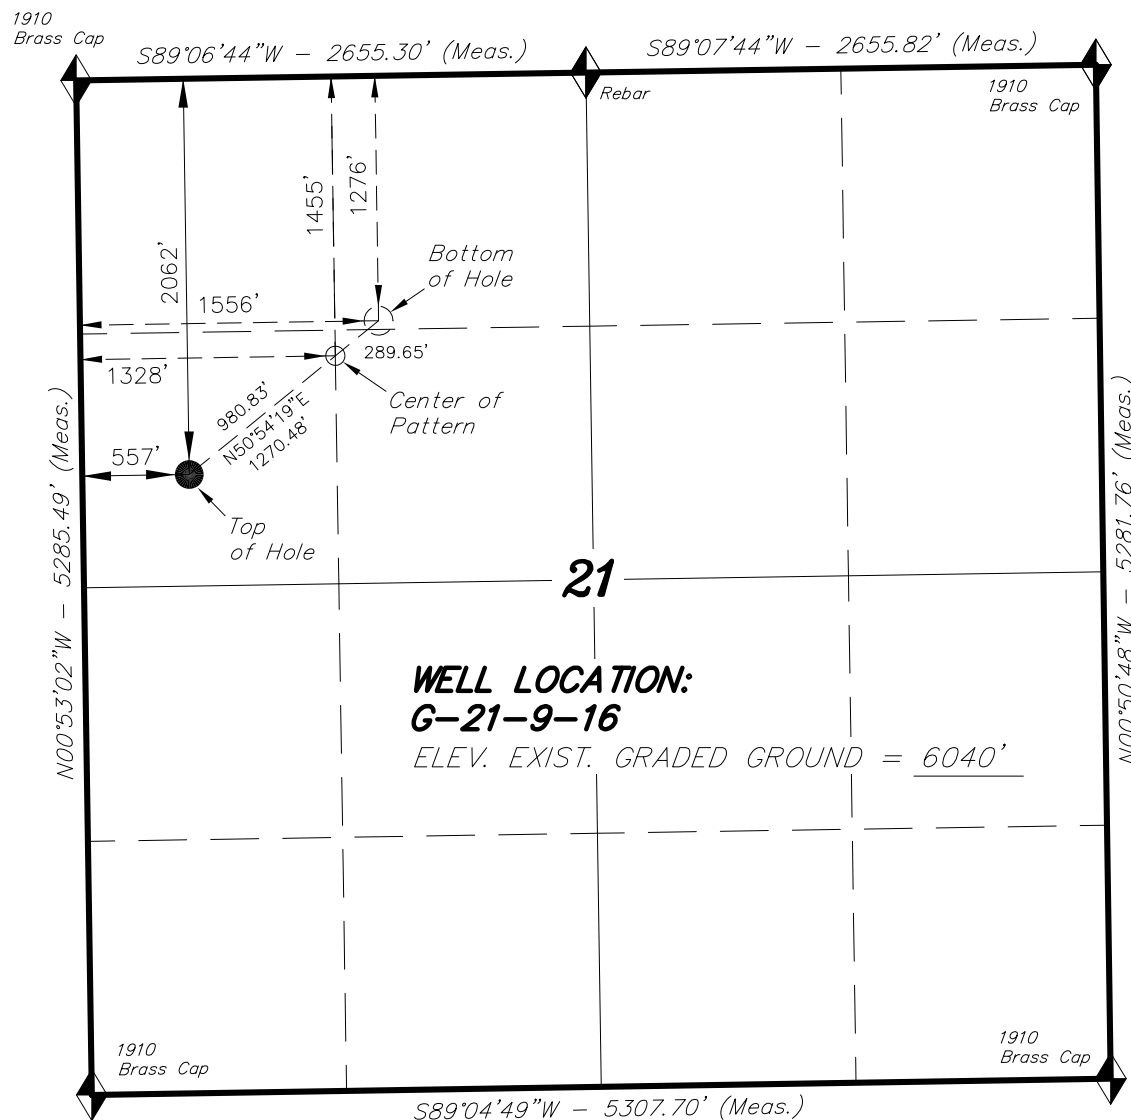 1910
Brass Cap
S89°06'44"W - 2655.30' (Meas.)
S89°07'44"W - 2655.82' (Meas.)
Rebar
1910
Brass Cap
1455'
1276'
2062'
Bottom
of Hole
1556'
289.65'
1328'
Center of
Pattern
980.83'
N50°54'19"E
1270.48'
557'
Top
of Hole
N00°53'02"W - 5285.49' (Meas.)
N00°50'48"W - 5281.76' (Meas.)
21
WELL LOCATION:
G-21-9-16
ELEV. EXIST. GRADED GROUND = 6040'
1910
Brass Cap
1910
Brass Cap
S89°04'49"W - 5307.70' (Meas.)